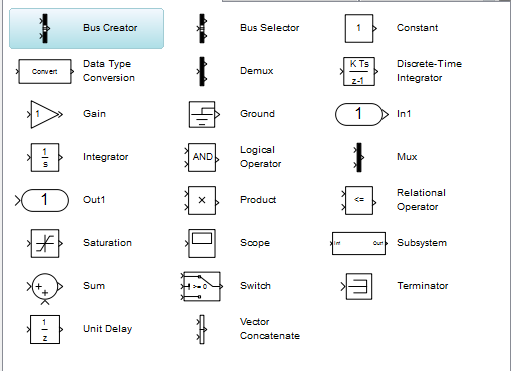 Bus Creator
Bus Selector
1
Constant
Convert
Data Type
Conversion
Demux
K Ts
z-1
Discrete-Time
Integrator
1
Gain
Ground
1
In1
1
s
Integrator
AND
Logical
Operator
Mux
1
Out1
×
Product
<=
Relational
Operator
Saturation
Scope
In1
Out1
Subsystem
+
+
Sum
>= 0
Switch
Terminator
1
z
Unit Delay
Vector
Concatenate